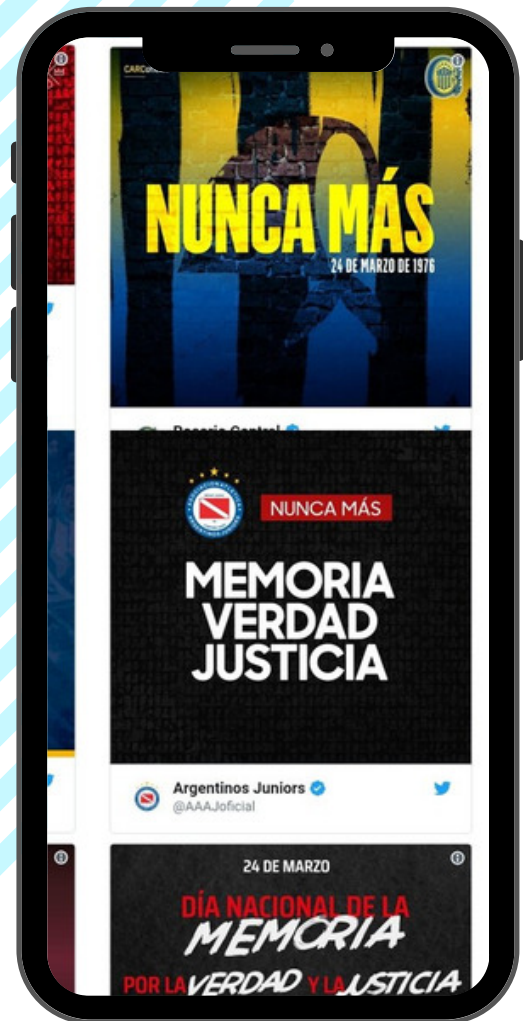 NUNCA MÁS
24 DE MARZO DE 1976
Rosario Central
NUNCA MÁS
MEMORIA
VERDAD
JUSTICIA
Argentinos Juniors
@AAAJoficial
24 DE MARZO
DÍA NACIONAL DE LA
MEMORIA
POR LA VERDAD Y LA JUSTICIA